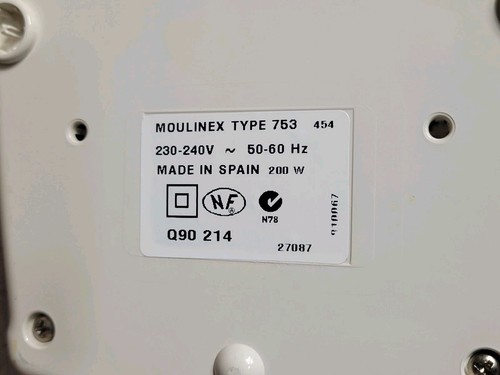 MOULINEX TYPE 753 454
230-240V ~ 50-60 Hz
MADE IN SPAIN 200 W
NF
N78
Q90 214
27087